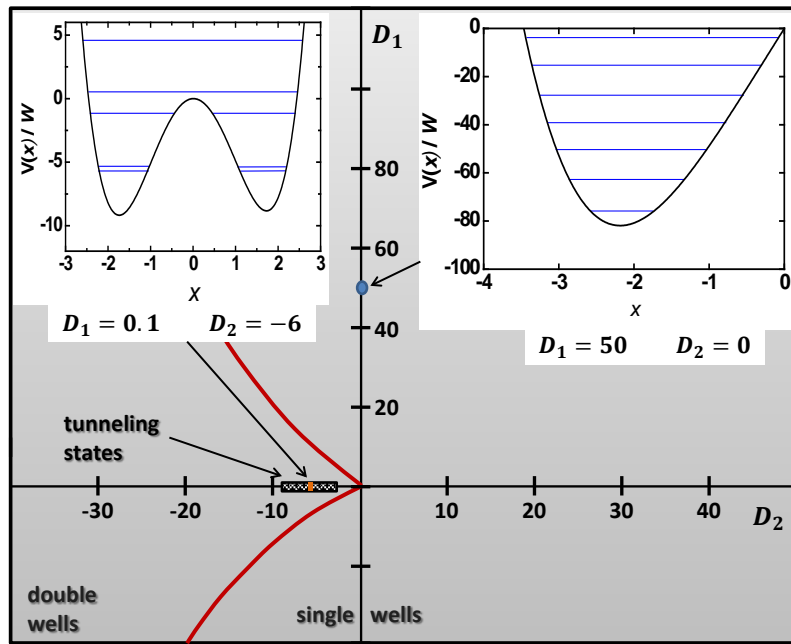 V(x)/ W
5
0
-5
-10
-3 -2 -1 0 1 2 3
x
D₁ = 0.1 D₂ = −6
D₁
80
60
40
20
V(x)/ W
0
-20
-40
-60
-80
-100
-4 -3 -2 -1 0
x
D₁ = 50 D₂ = 0
tunneling
states
-30 -20 -10 10 20 30 40 D₂
double
wells
single wells